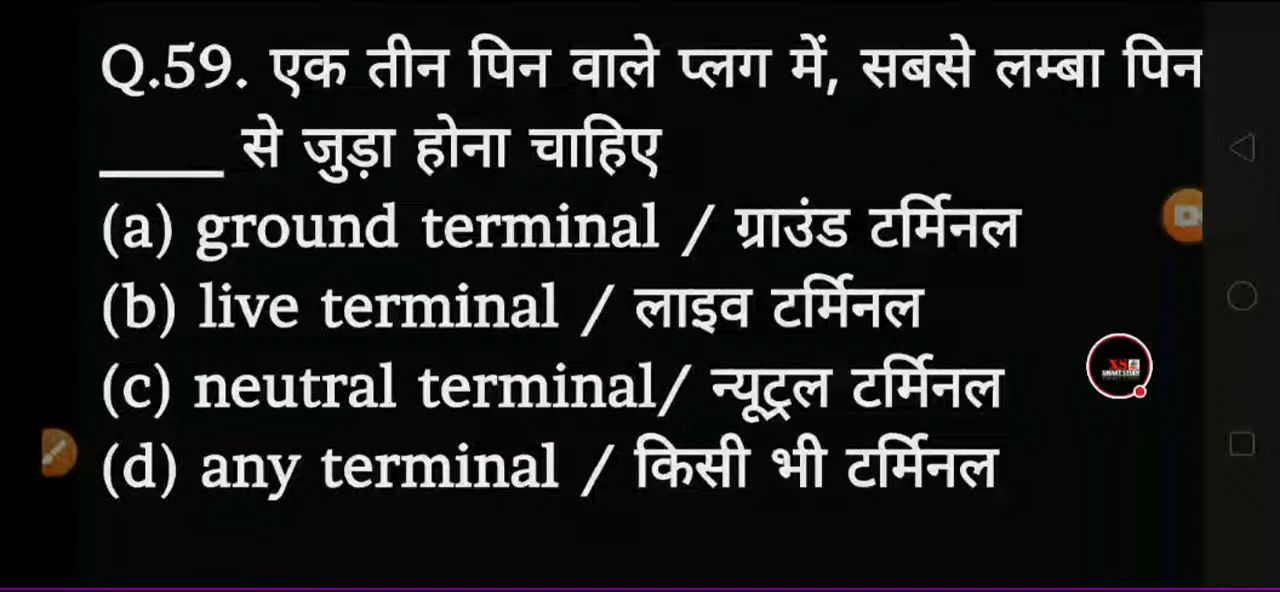 Q.59. एक तीन पिन वाले प्लग में, सबसे लम्बा पिन
_____ से जुड़ा होना चाहिए
(a) ground terminal / ग्राउंड टर्मिनल
(b) live terminal / लाइव टर्मिनल
(c) neutral terminal/ न्यूट्रल टर्मिनल
(d) any terminal / किसी भी टर्मिनल